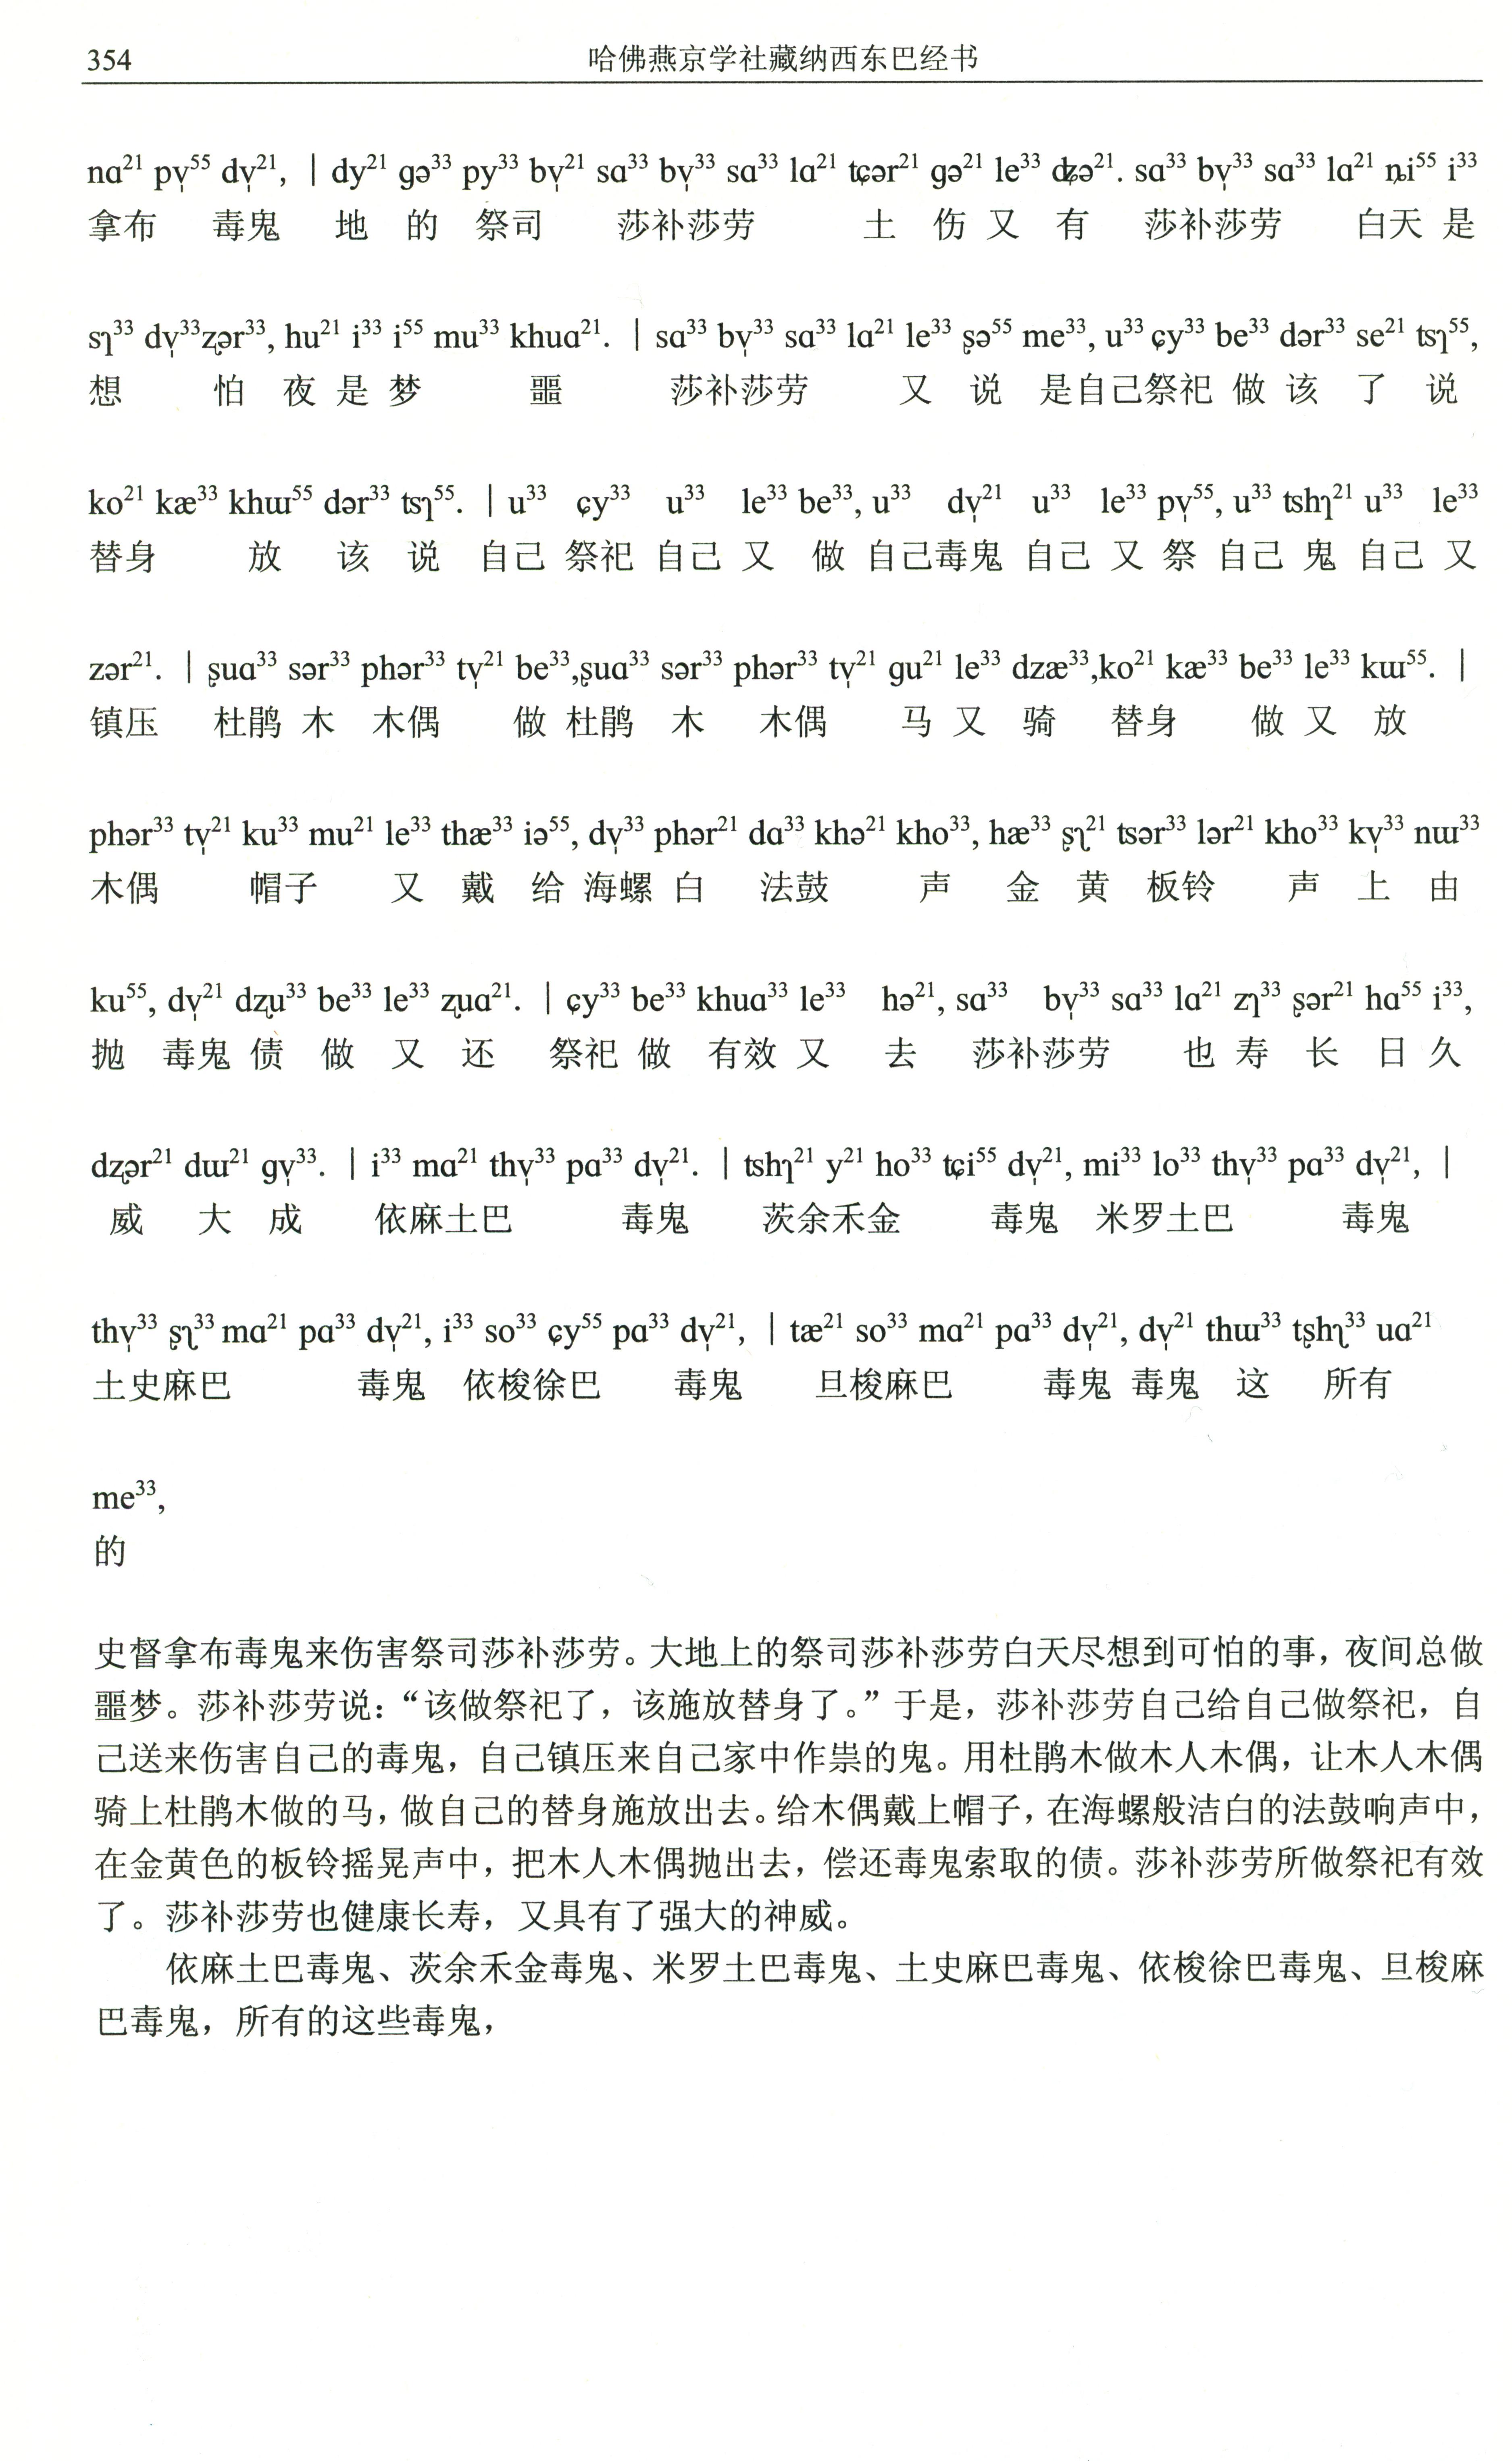 354 哈佛燕京学社藏纳西东巴经书
nɑ²¹ pv̩⁵⁵ dv̩²¹, | dy²¹ gə³³ py³³ bv̩²¹ sɑ³³ bv̩³³ sɑ³³ lɑ²¹ tɕər²¹ gə²¹ le³³ dʑə²¹. sɑ³³ bv̩³³ sɑ³³ lɑ²¹ ȵi⁵⁵ i³³
拿布 毒鬼 地 的 祭司 莎补莎劳 土 伤 又 有 莎补莎劳 白天 是
sɿ³³ dv̩³³ʐər³³, hu²¹ i³³ i⁵⁵ mu³³ khuɑ²¹. | sɑ³³ bv̩³³ sɑ³³ lɑ²¹ le³³ ʂə⁵⁵ me³³, u³³ ɕy³³ be³³ dər³³ se²¹ tsɿ⁵⁵,
想 怕 夜 是 梦 噩 莎补莎劳 又 说 是 自己 祭祀 做 该 了 说
ko²¹ kæ³³ khɯ⁵⁵ dər³³ tsɿ⁵⁵. | u³³ ɕy³³ u³³ le³³ be³³, u³³ dv̩²¹ u³³ le³³ pv̩⁵⁵, u³³ tshɿ²¹ u³³ le³³
替身 放 该 说 自己 祭祀 自己 又 做 自己 毒鬼 自己 又 祭 自己 鬼 自己 又
zər²¹. | ʂuɑ³³ sər³³ phər³³ tv̩²¹ be³³,ʂuɑ³³ sər³³ phər³³ tv̩²¹ gu²¹ le³³ dzæ³³,ko²¹ kæ³³ be³³ le³³ kɯ⁵⁵. |
镇压 杜鹃 木 木偶 做 杜鹃 木 木偶 马 又 骑 替身 做 又 放
phər³³ tv̩²¹ ku³³ mu²¹ le³³ thæ³³ iə⁵⁵, dv̩³³ phər²¹ dɑ³³ khə²¹ kho³³, hæ³³ ʂʅ²¹ tsər³³ lər²¹ kho³³ kv̩³³ nɯ³³
木偶 帽子 又 戴 给 海螺 白 法鼓 声 金 黄 板铃 声 上 由
ku⁵⁵, dv̩²¹ dʐu³³ be³³ le³³ ʐuɑ²¹. | ɕy³³ be³³ khuɑ³³ le³³ hə²¹, sɑ³³ bv̩³³ sɑ³³ lɑ²¹ zɿ³³ ʂər²¹ hɑ⁵⁵ i³³,
抛 毒鬼 债 做 又 还 祭祀 做 有效 又 去 莎补莎劳 也 寿 长 日 久
dʐər²¹ dɯ²¹ gv̩³³. | i³³ mɑ²¹ thv̩³³ pɑ³³ dv̩²¹. | tshɿ²¹ y²¹ ho³³ tɕi⁵⁵ dv̩²¹, mi³³ lo³³ thv̩³³ pɑ³³ dv̩²¹, |
威 大 成 依麻土巴 毒鬼 茨余禾金 毒鬼 米罗土巴 毒鬼
thv̩³³ ʂʅ³³ mɑ²¹ pɑ³³ dv̩²¹, i³³ so³³ ɕy⁵⁵ pɑ³³ dv̩²¹, | tæ²¹ so³³ mɑ²¹ pɑ³³ dv̩²¹, dv̩²¹ thɯ³³ tʂhʅ³³ uɑ²¹
土史麻巴 毒鬼 依梭徐巴 毒鬼 旦梭麻巴 毒鬼 毒鬼 这 所有
me³³,
的
史督拿布毒鬼来伤害祭司莎补莎劳。大地上的祭司莎补莎劳白天尽想到可怕的事，夜间总做
噩梦。莎补莎劳说：“该做祭祀了，该施放替身了。”于是，莎补莎劳自己给自己做祭祀，自
己送来伤害自己的毒鬼，自己镇压来自己家中作祟的鬼。用杜鹃木做木人木偶，让木人木偶
骑上杜鹃木做的马，做自己的替身施放出去。给木偶戴上帽子，在海螺般洁白的法鼓响声中，
在金黄色的板铃摇晃声中，把木人木偶抛出去，偿还毒鬼索取的债。莎补莎劳所做祭祀有效
了。莎补莎劳也健康长寿，又具有了强大的神威。
依麻土巴毒鬼、茨余禾金毒鬼、米罗土巴毒鬼、土史麻巴毒鬼、依梭徐巴毒鬼、旦梭麻
巴毒鬼，所有的这些毒鬼，